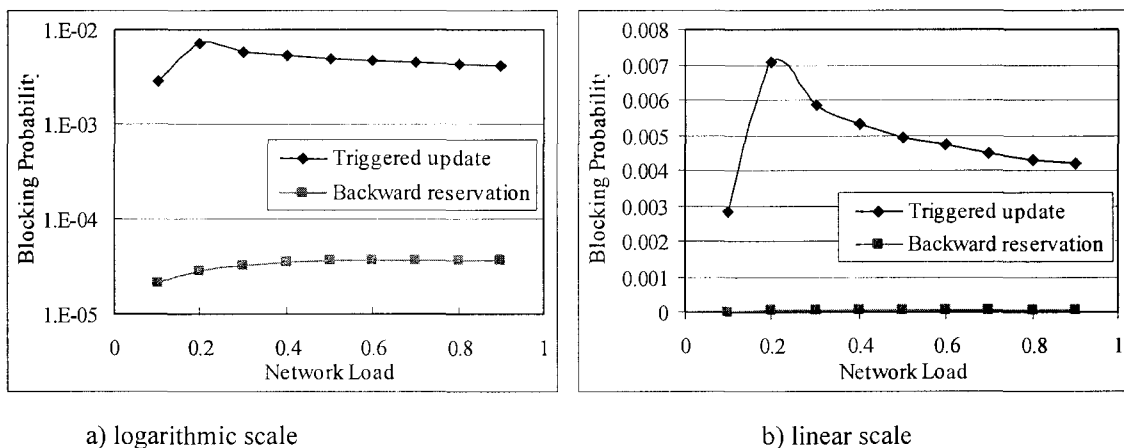 1.E-02
1.E-03
1.E-04
1.E-05
Blocking Probability
Triggered update
Backward reservation
0
0.2
0.4
0.6
0.8
1
Network Load
a) logarithmic scale
0.008
0.007
0.006
0.005
0.004
0.003
0.002
0.001
0
Blocking Probability
Triggered update
Backward reservation
0
0.2
0.4
0.6
0.8
1
Network Load
b) linear scale